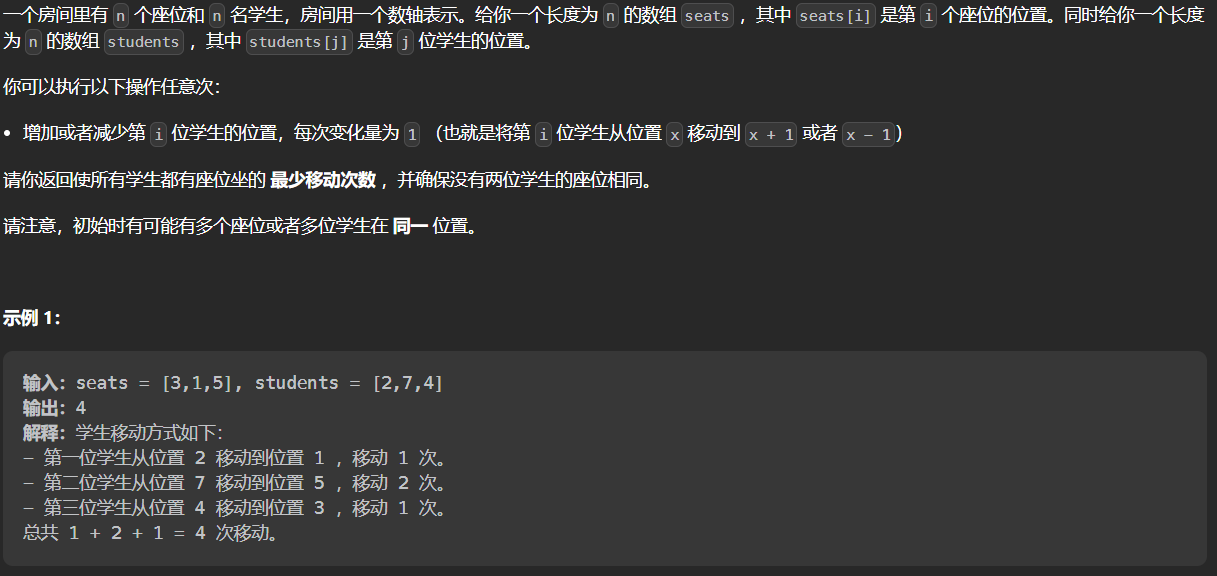 一个房间里有 n 个座位和 n 名学生，房间用一个数轴表示。给你一个长度为 n 的数组 seats ，其中 seats[i] 是第 i 个座位的位置。同时给你一个长度
为 n 的数组 students ，其中 students[j] 是第 j 位学生的位置。
你可以执行以下操作任意次：
• 增加或者减少第 i 位学生的位置，每次变化量为 1 （也就是将第 i 位学生从位置 x 移动到 x + 1 或者 x - 1）
请你返回使所有学生都有座位坐的 最少移动次数 ，并确保没有两位学生的座位相同。
请注意，初始时有可能有多个座位或者多位学生在 同一 位置。
示例 1：
输入：seats = [3,1,5], students = [2,7,4]
输出：4
解释：学生移动方式如下：
- 第一位学生从位置 2 移动到位置 1 ，移动 1 次。
- 第二位学生从位置 7 移动到位置 5 ，移动 2 次。
- 第三位学生从位置 4 移动到位置 3 ，移动 1 次。
总共 1 + 2 + 1 = 4 次移动。